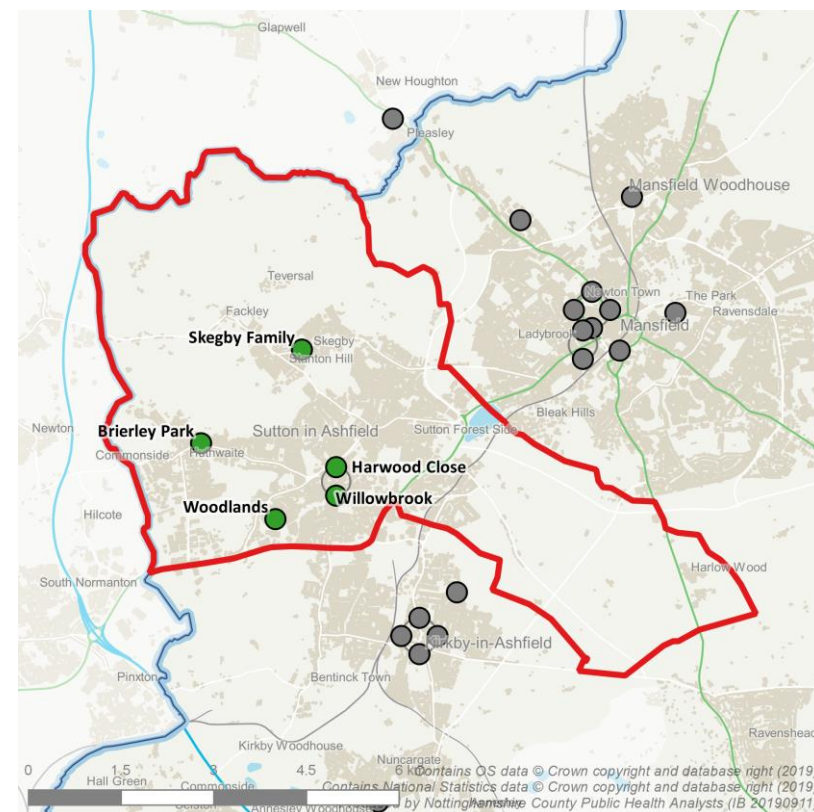 Glapwell
New Houghton
Pleasley
Mansfield Woodhouse
Teversal
Newton Town
The Park
Fackley
Ravensdale
Skegby Family
Skegby
Ladybrook
Mansfield
Stanton Hill
Bleak Hills
Newton
Brierley Park
Sutton in Ashfield
Sutton Forest Side
Commonside
Huthwaite
Harwood Close
Willowbrook
Woodlands
Hilcote
Harlow Wood
South Normanton
Kirkby-in-Ashfield
Pinxton
Bentinck Town
Ravenshead
Kirkby Woodhouse
Nuncargate
0 1.5 3 4.5 6 km
Contains OS data © Crown copyright and database right (2019)
Hall Green
Commonside
Contains National Statistics data © Crown copyright and database right (2019)
Selston
Annesley Woodhouse
by Nottinghamshire County Public Health Analysts (IB 20190911